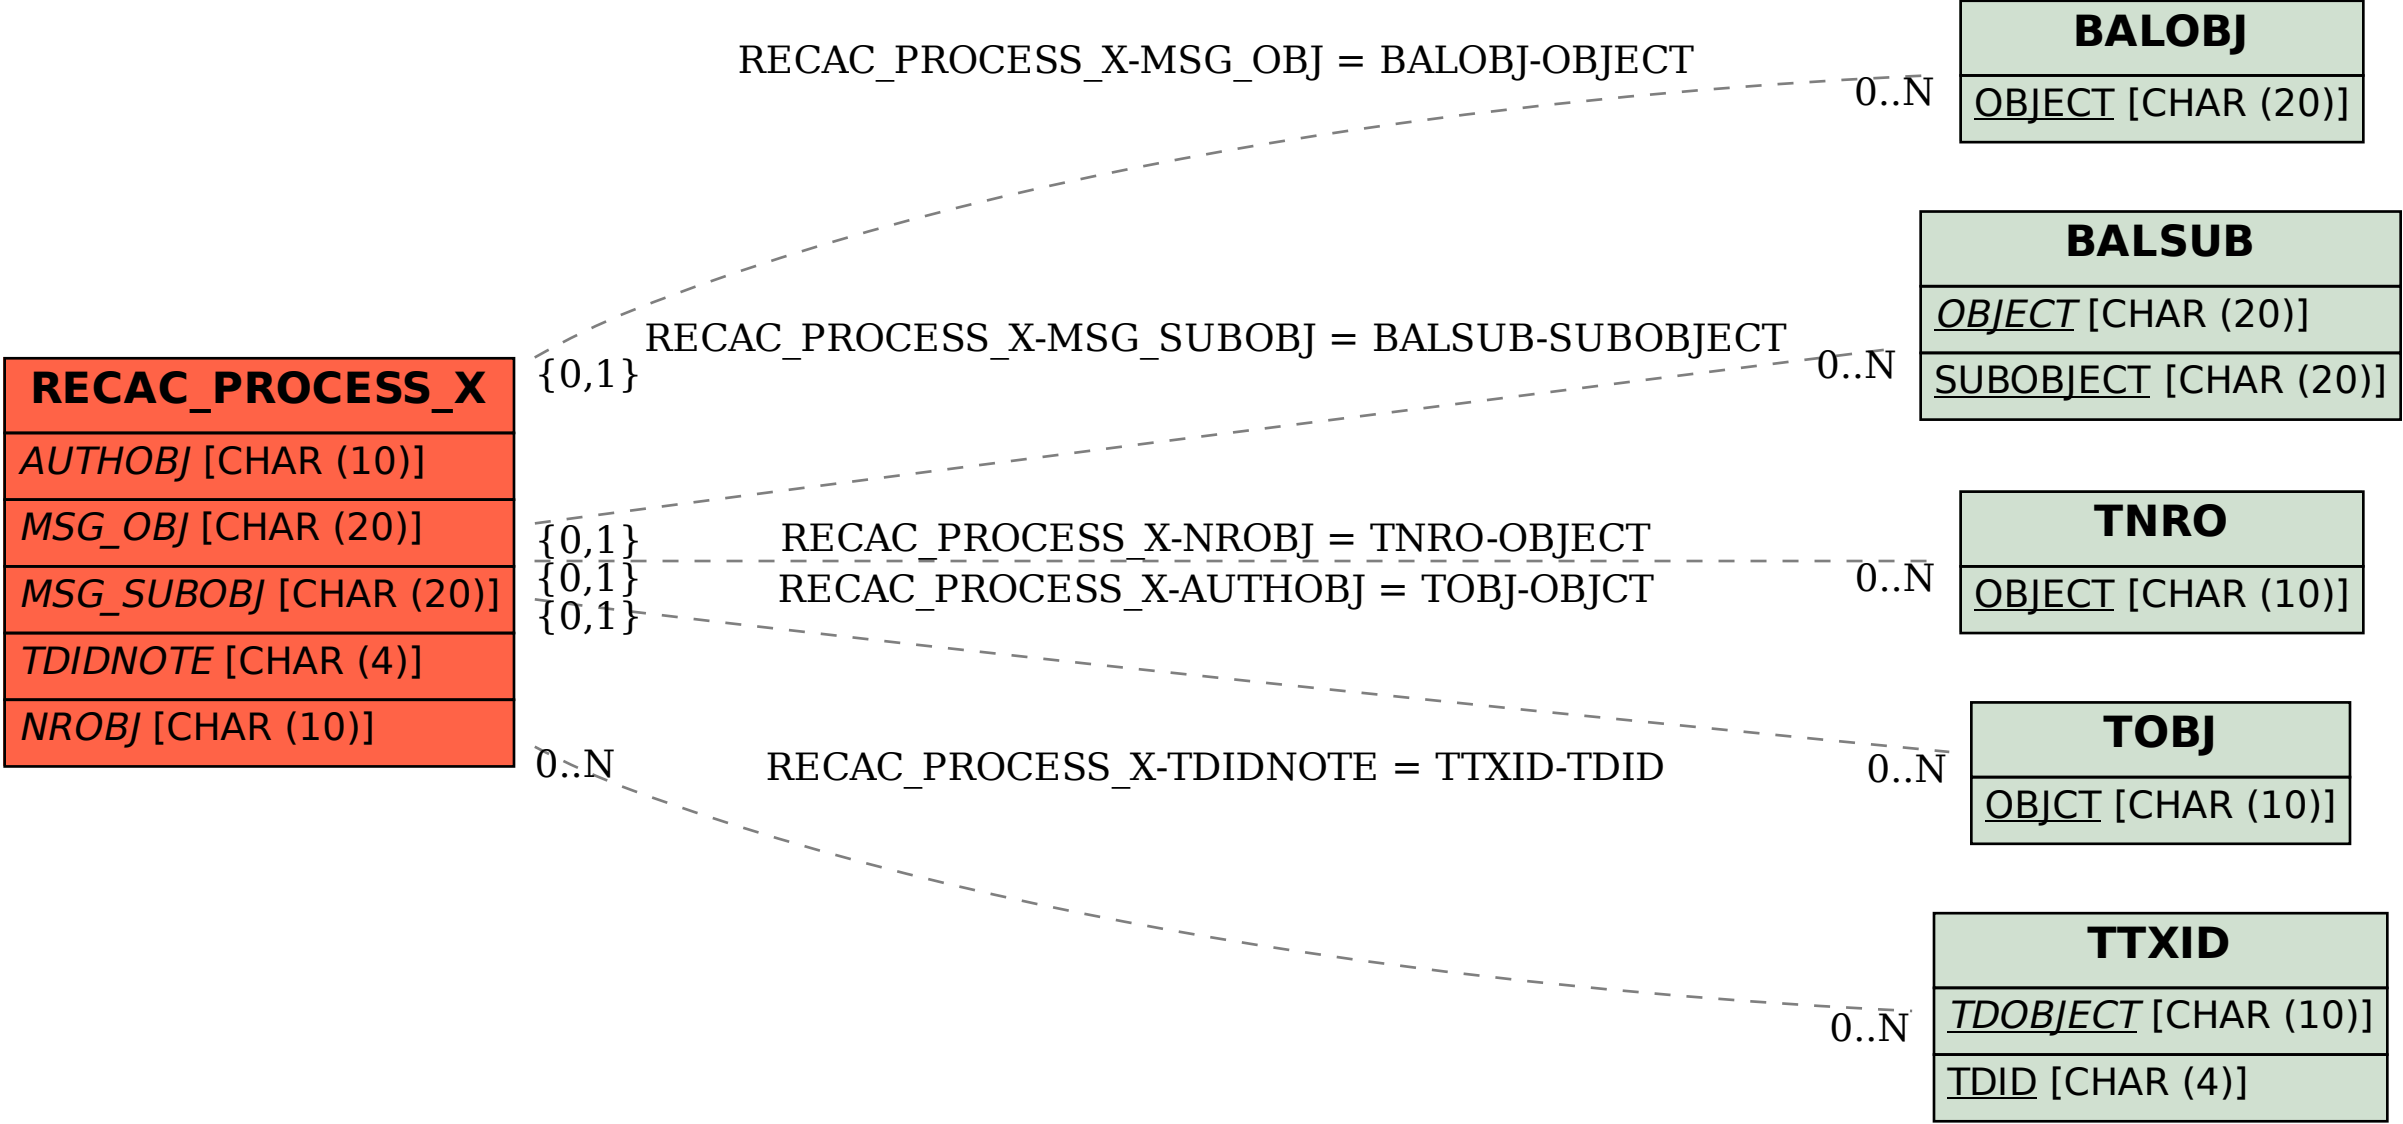 RECAC_PROCESS_X
AUTHOBJ [CHAR (10)]
MSG_OBJ [CHAR (20)]
MSG_SUBOBJ [CHAR (20)]
TDIDNOTE [CHAR (4)]
NROBJ [CHAR (10)]
RECAC_PROCESS_X-MSG_OBJ = BALOBJ-OBJECT
0..N
{0,1}
RECAC_PROCESS_X-MSG_SUBOBJ = BALSUB-SUBOBJECT
0..N
{0,1}
RECAC_PROCESS_X-NROBJ = TNRO-OBJECT
0..N
{0,1}
RECAC_PROCESS_X-AUTHOBJ = TOBJ-OBJCT
0..N
{0,1}
RECAC_PROCESS_X-TDIDNOTE = TTXID-TDID
0..N
0..N
BALOBJ
OBJECT [CHAR (20)]
BALSUB
OBJECT [CHAR (20)]
SUBOBJECT [CHAR (20)]
TNRO
OBJECT [CHAR (10)]
TOBJ
OBJCT [CHAR (10)]
TTXID
TDOBJECT [CHAR (10)]
TDID [CHAR (4)]